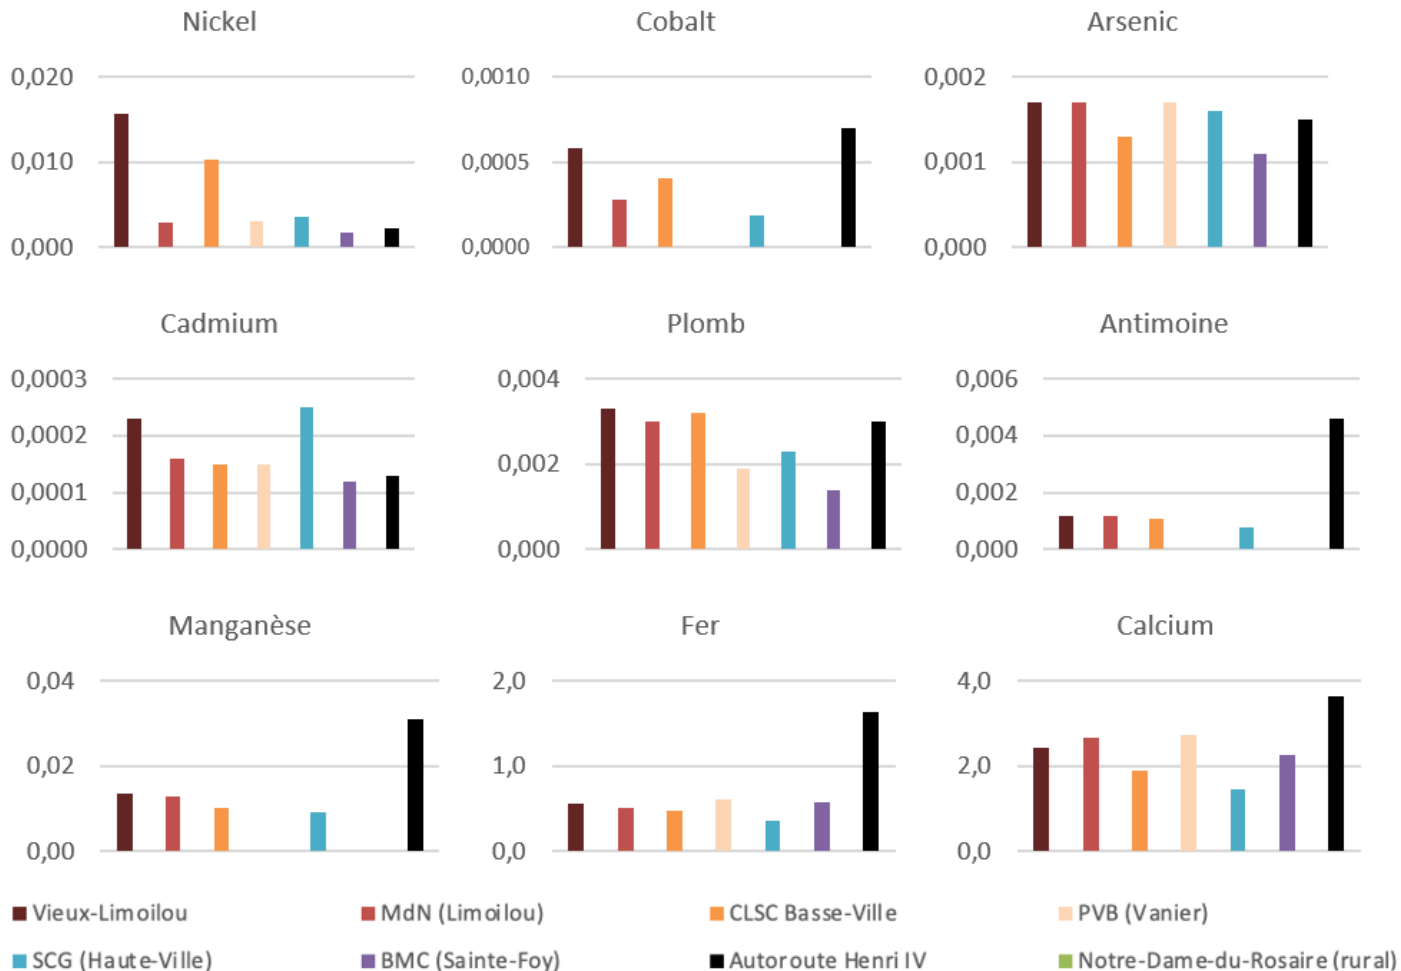 Nickel
Cobalt
Arsenic
0,020
0,010
0,000
0,0010
0,0005
0,0000
0,002
0,001
0,000
Cadmium
Plomb
Antimoine
0,0003
0,0002
0,0001
0,0000
0,004
0,002
0,000
0,006
0,004
0,002
0,000
Manganèse
Fer
Calcium
0,04
0,02
0,00
2,0
1,0
0,0
4,0
2,0
0,0
Vieux-Limoilou
MdN (Limoilou)
CLSC Basse-Ville
PVB (Vanier)
SCG (Haute-Ville)
BMC (Sainte-Foy)
Autoroute Henri IV
Notre-Dame-du-Rosaire (rural)